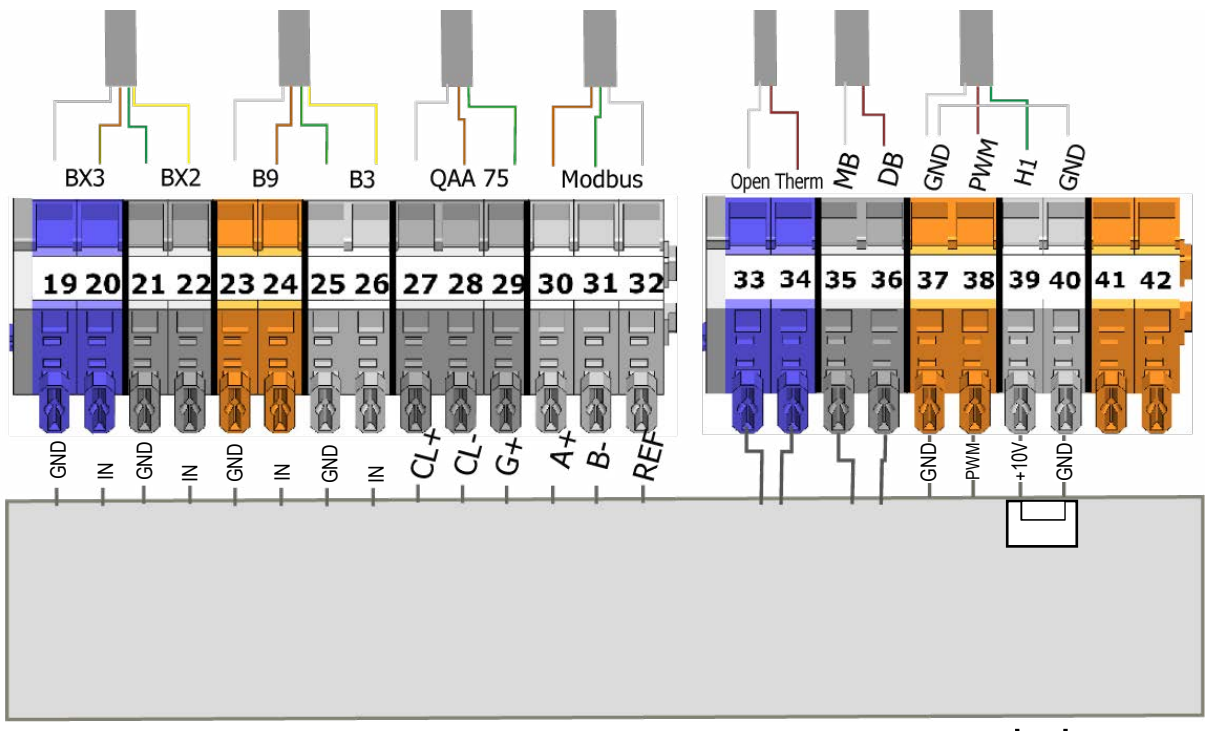 BX3 BX2 B9 B3 QAA 75 Modbus Open Therm MB DB GND PWM H1 GND
19 20 21 22 23 24 25 26 27 28 29 30 31 32 33 34 35 36 37 38 39 40 41 42
GND IN GND IN GND IN GND IN CL+ CL- G+ A+ B- REF GND PWM +10V GND